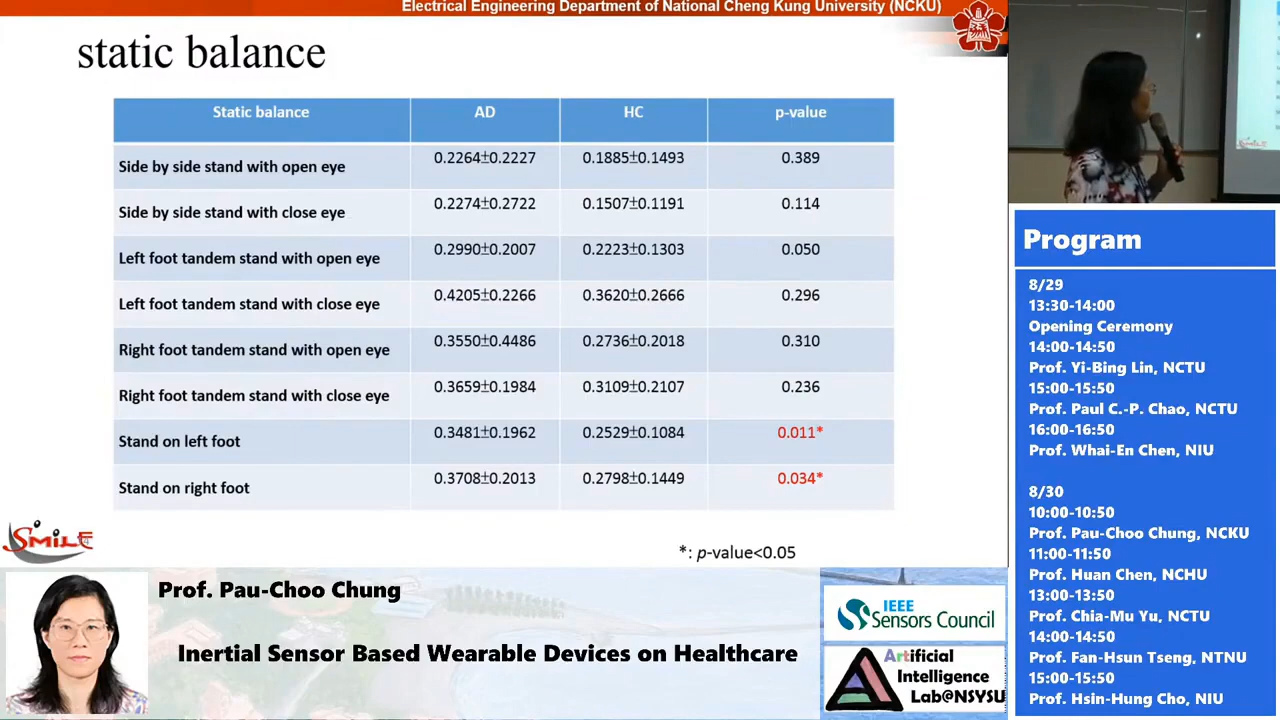 Electrical Engineering Department of National Cheng Kung University (NCKU)
static balance
Static balance AD HC p-value
Side by side stand with open eye 0.2264±0.2227 0.1885±0.1493 0.389
Side by side stand with close eye 0.2274±0.2722 0.1507±0.1191 0.114
Left foot tandem stand with open eye 0.2990±0.2007 0.2223±0.1303 0.050
Left foot tandem stand with close eye 0.4205±0.2266 0.3620±0.2666 0.296
Right foot tandem stand with open eye 0.3550±0.4486 0.2736±0.2018 0.310
Right foot tandem stand with close eye 0.3659±0.1984 0.3109±0.2107 0.236
Stand on left foot 0.3481±0.1962 0.2529±0.1084 0.011*
Stand on right foot 0.3708±0.2013 0.2798±0.1449 0.034*
*: p-value<0.05
SMILE
Prof. Pau-Choo Chung
Inertial Sensor Based Wearable Devices on Healthcare
IEEE
Sensors Council
Artificial
Intelligence
Lab@NSYSU
Program
8/29
13:30-14:00
Opening Ceremony
14:00-14:50
Prof. Yi-Bing Lin, NCTU
15:00-15:50
Prof. Paul C.-P. Chao, NCTU
16:00-16:50
Prof. Whai-En Chen, NIU
8/30
10:00-10:50
Prof. Pau-Choo Chung, NCKU
11:00-11:50
Prof. Huan Chen, NCHU
13:00-13:50
Prof. Chia-Mu Yu, NCTU
14:00-14:50
Prof. Fan-Hsun Tseng, NTNU
15:00-15:50
Prof. Hsin-Hung Cho, NIU